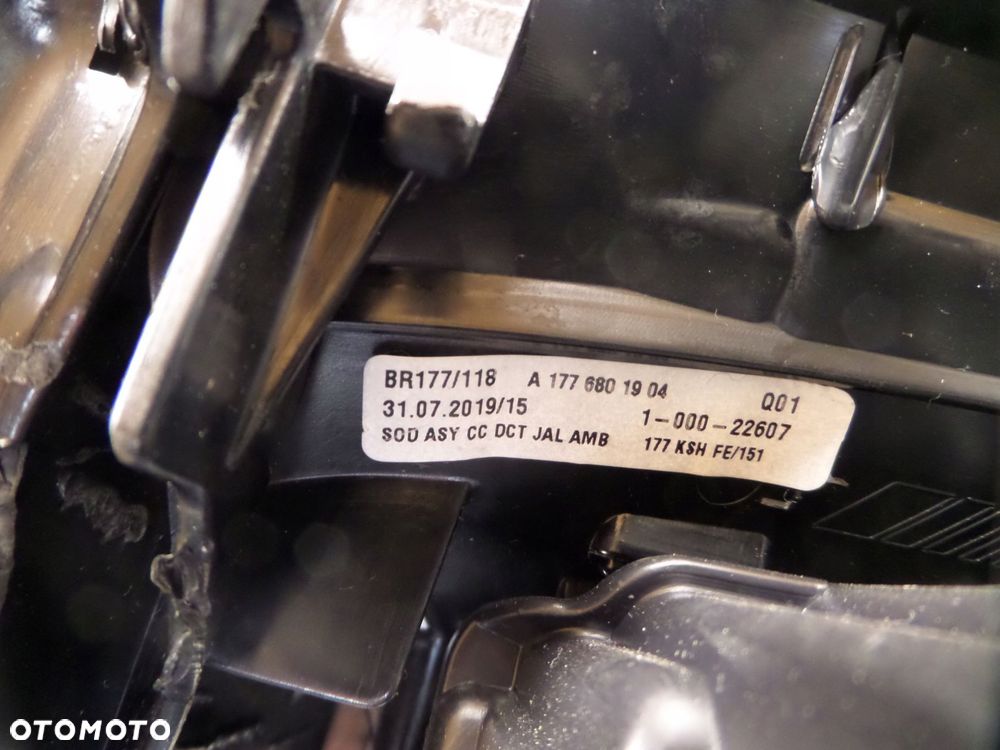 BR177/118 A 177 680 19 04 Q01
31.07.2019/15 1-000-22607
SOD ASY CC DCT JAL AMB 177 KSH FE/151
OTOMOTO